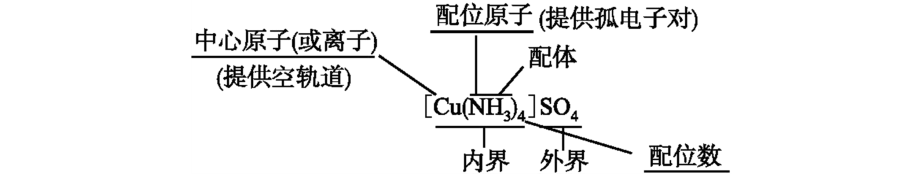 配位原子(提供孤电子对)
中心原子(或离子)
(提供空轨道)
配体
[Cu(NH₃)₄]SO₄
内界 外界 配位数